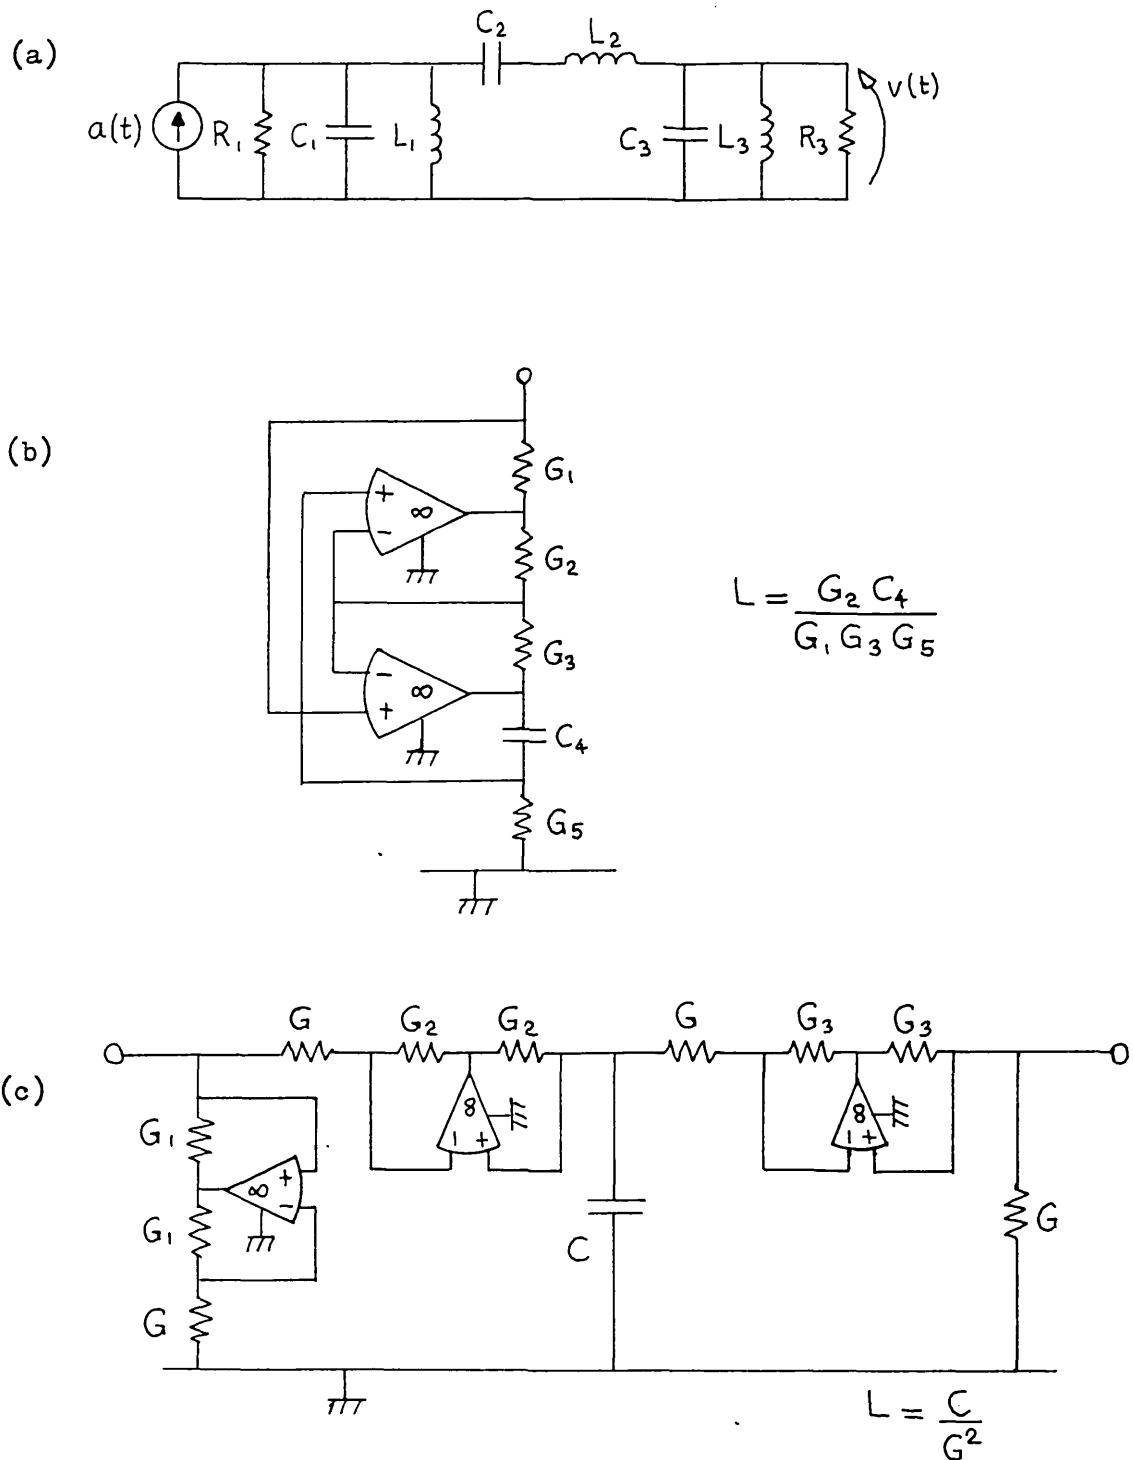 (a)
C₂
L₂
a(t)
R₁
C₁
L₁
C₃
L₃
R₃
v(t)
(b)
G₁
+
∞
−
G₂
G₃
−
∞
+
C₄
G₅
L = G₂ C₄ / G₁ G₃ G₅
(c)
G
G₂
G₂
G
G₃
G₃
∞
− +
∞
− +
G₁
∞
+
−
G₁
G
C
G
L = C / G²